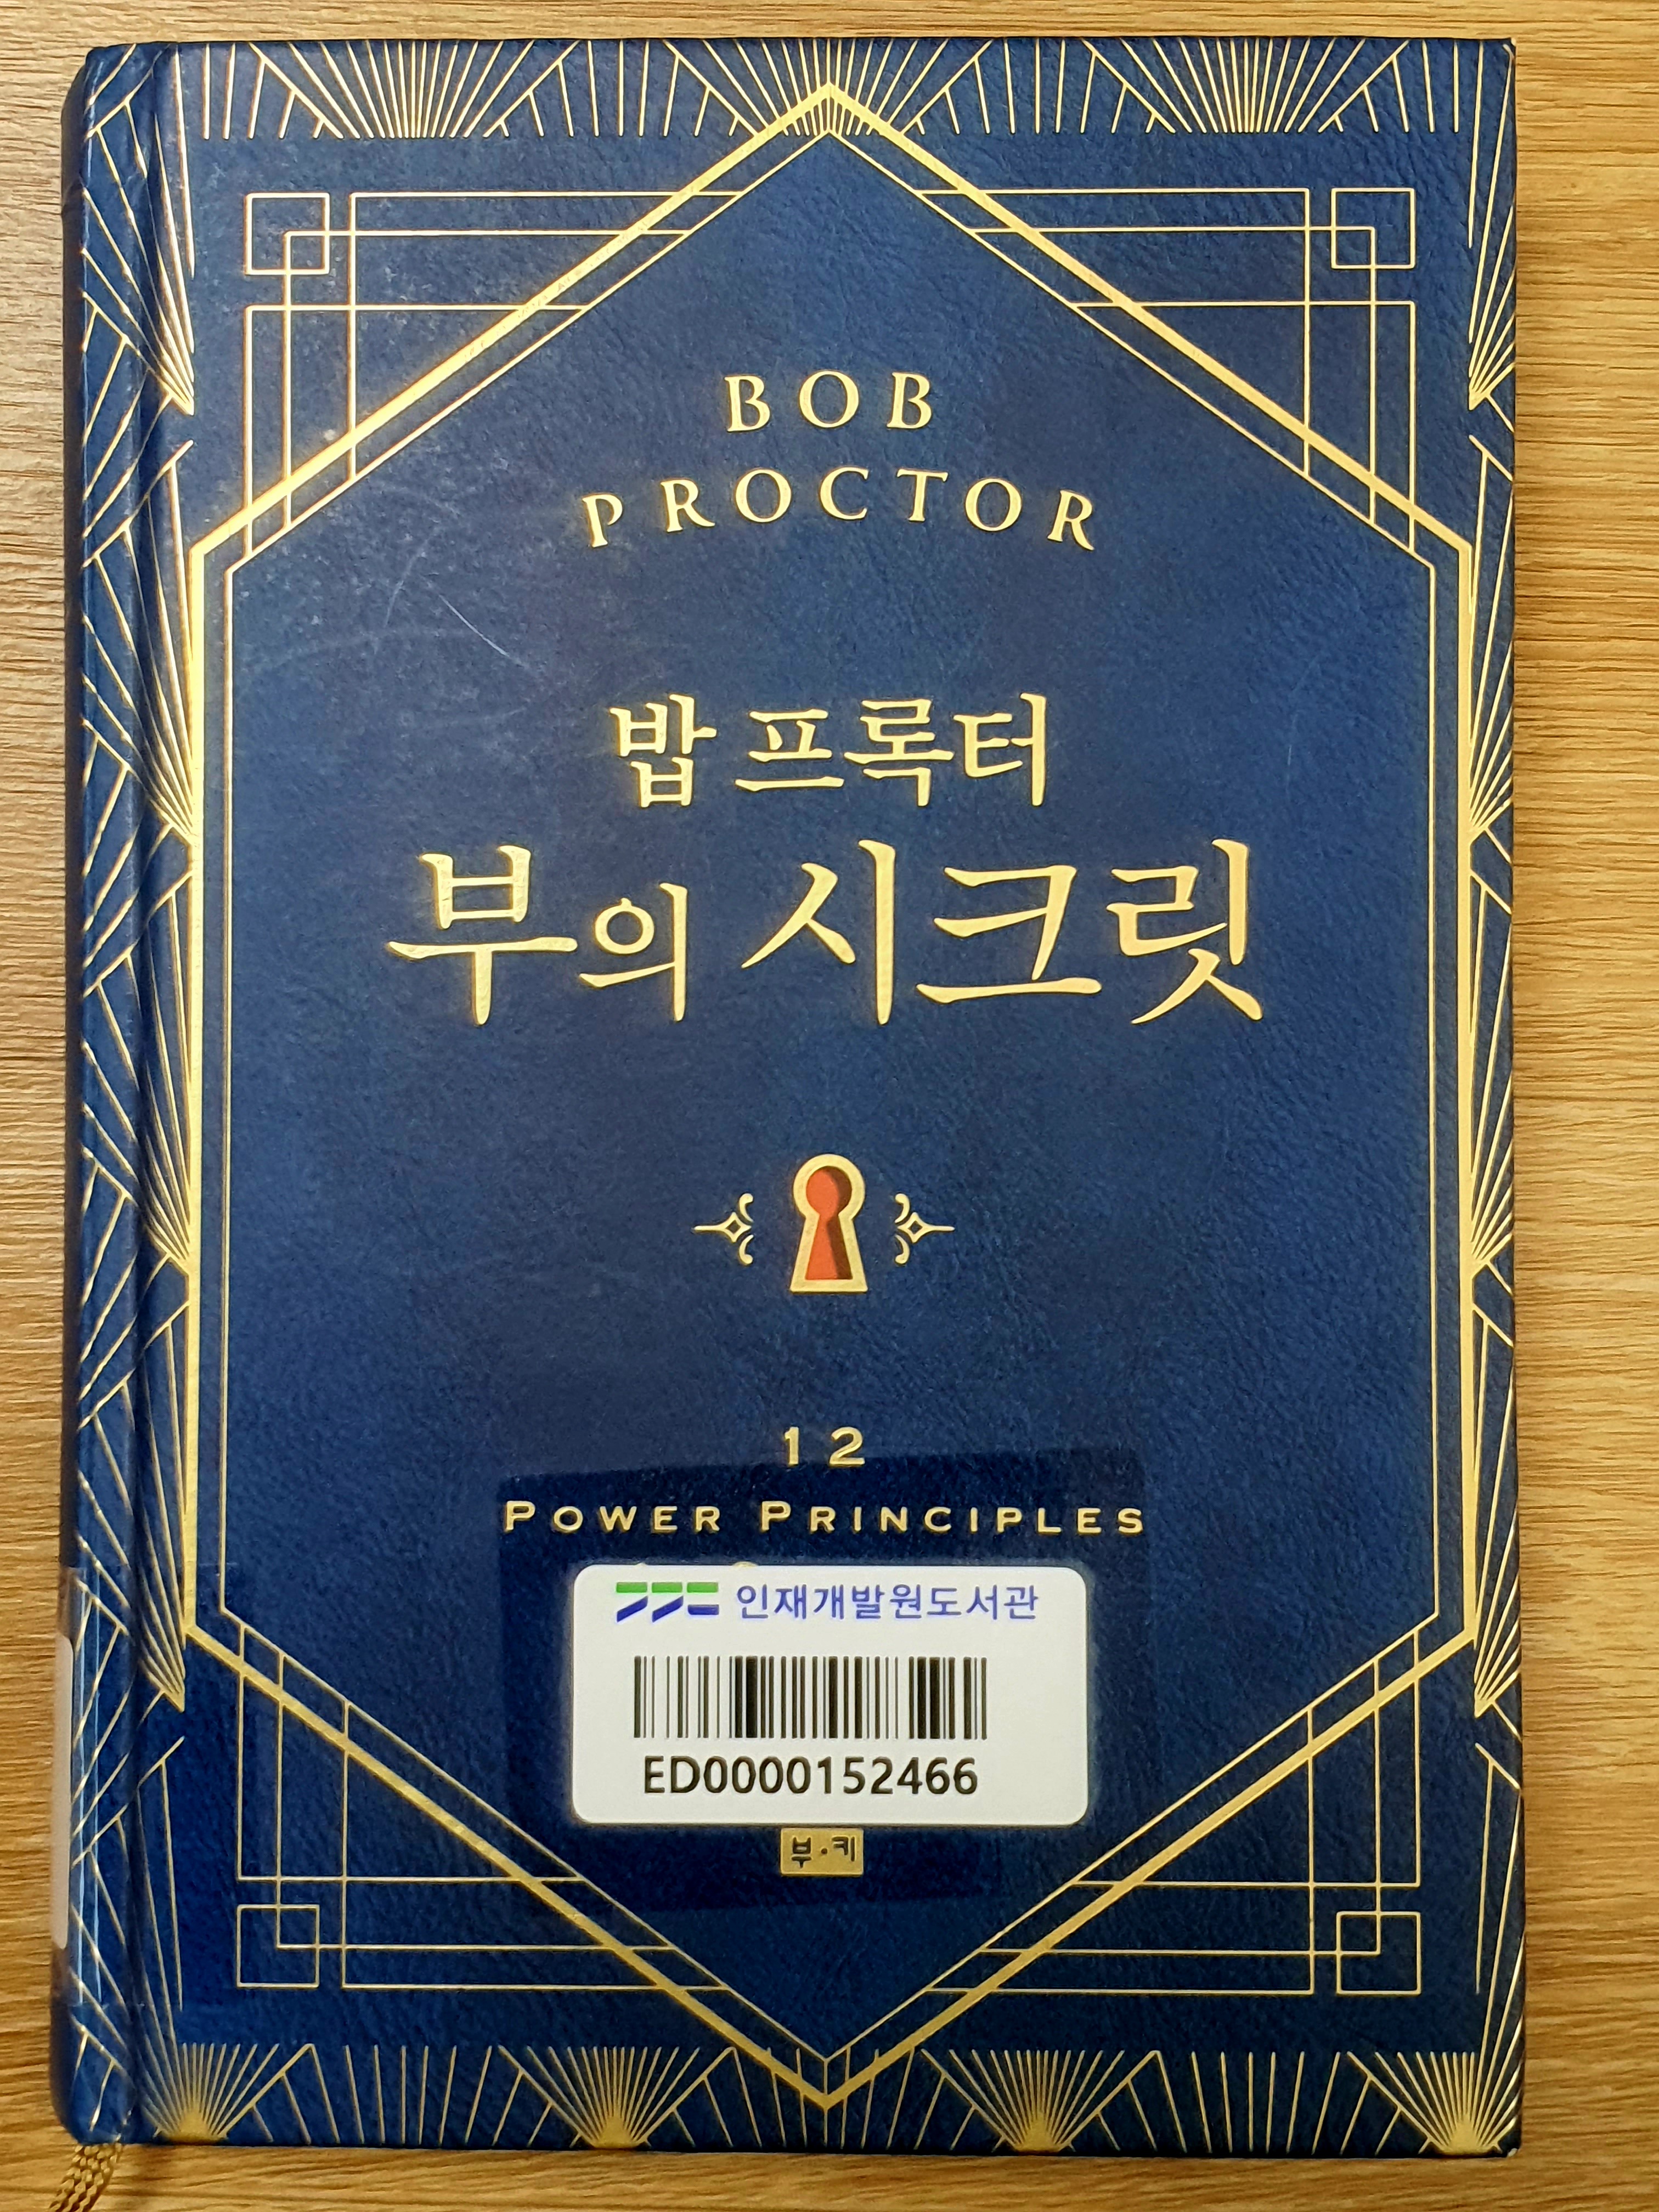 BOB
PROCTOR
밥 프록터
부의 시크릿
12
POWER PRINCIPLES
인재개발원도서관
ED0000152466
부·키